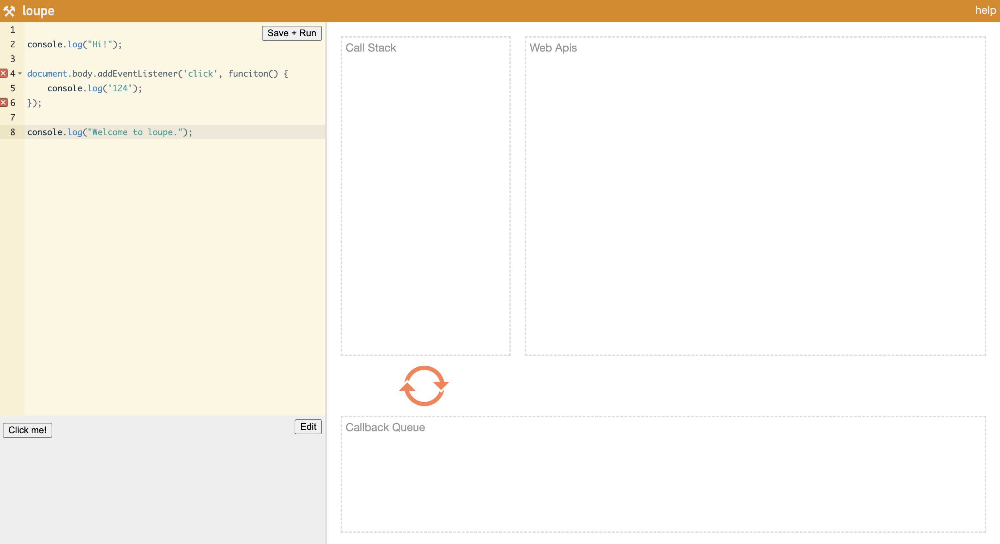 loupe
help
Save + Run
1
2 console.log("Hi!");
3
4 document.body.addEventListener('click', funciton() {
5     console.log('124');
6 });
7
8 console.log("Welcome to loupe.");
Click me!
Edit
Call Stack
Web Apis
Callback Queue